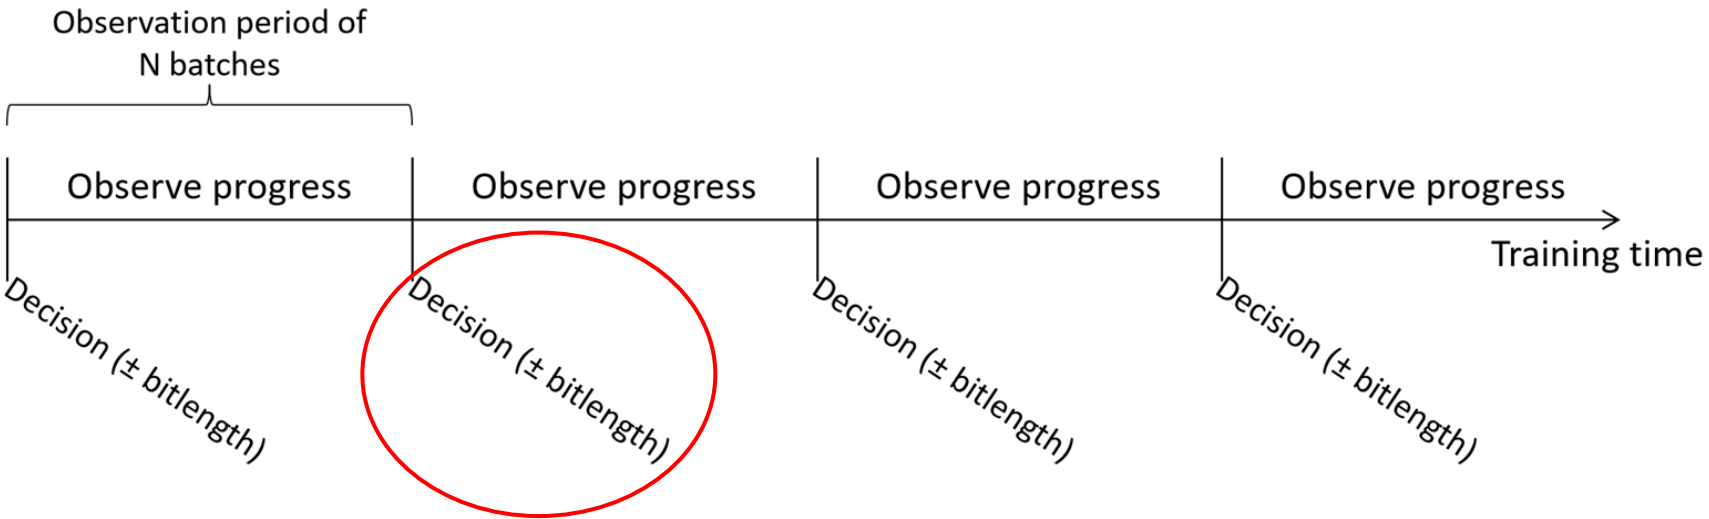 Observation period of
N batches
Observe progress
Observe progress
Observe progress
Observe progress
Training time
Decision (± bitlength)
Decision (± bitlength)
Decision (± bitlength)
Decision (± bitlength)